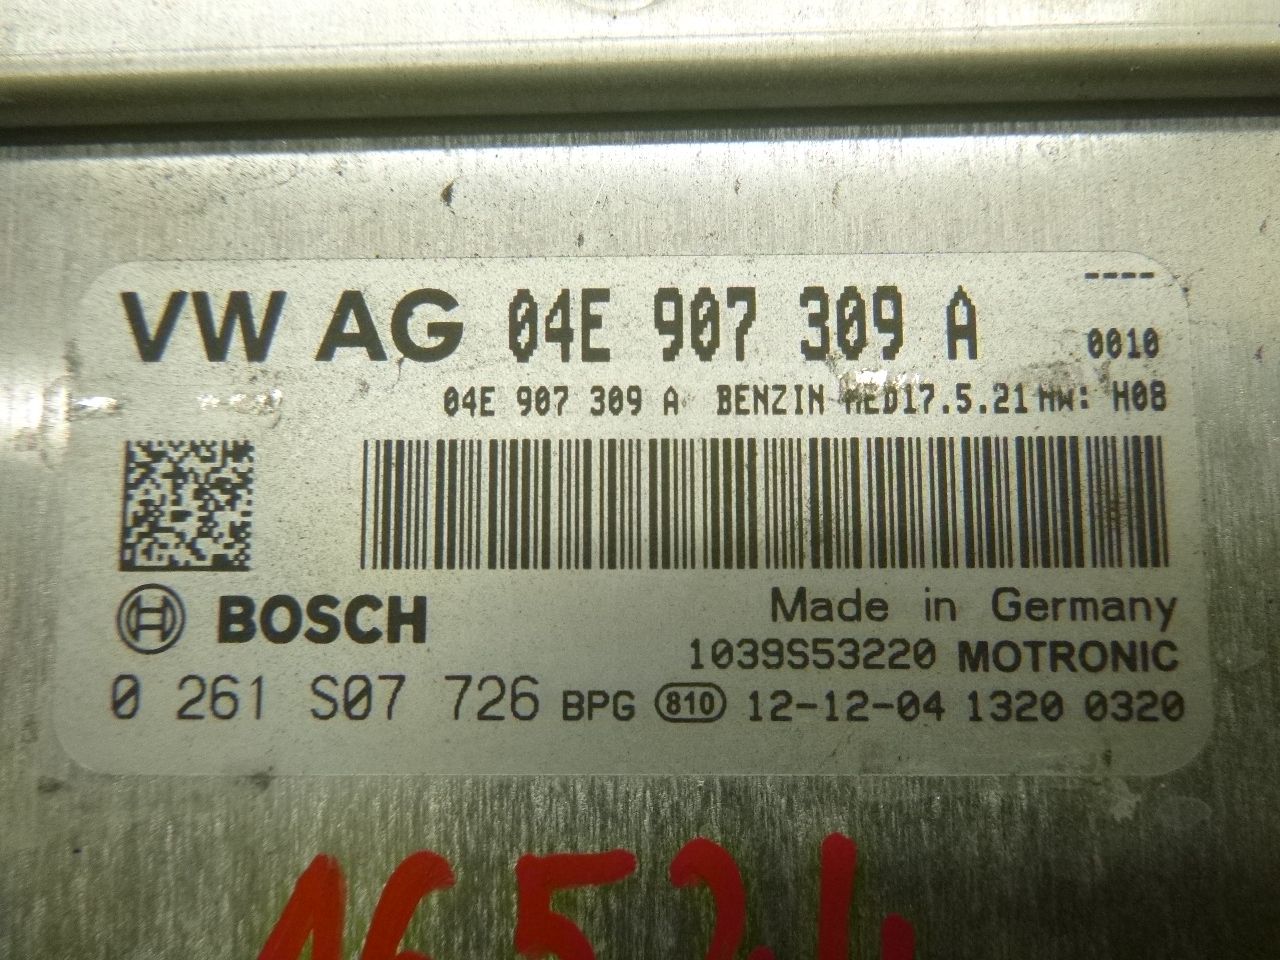 ----
VW AG 04E 907 309 A 0010
04E 907 309 A BENZIN MED17.5.21 HW: H08
BOSCH
Made in Germany
1039S53220 MOTRONIC
0 261 S07 726 BPG 810 12-12-04 1320 0320